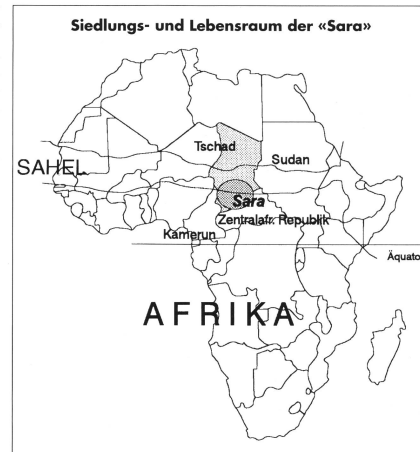 Siedlungs- und Lebensraum der «Sara»
Tschad
SAHEL
Sudan
Sara
Zentralafr. Republik
Kamerun
Äquato
AFRIKA